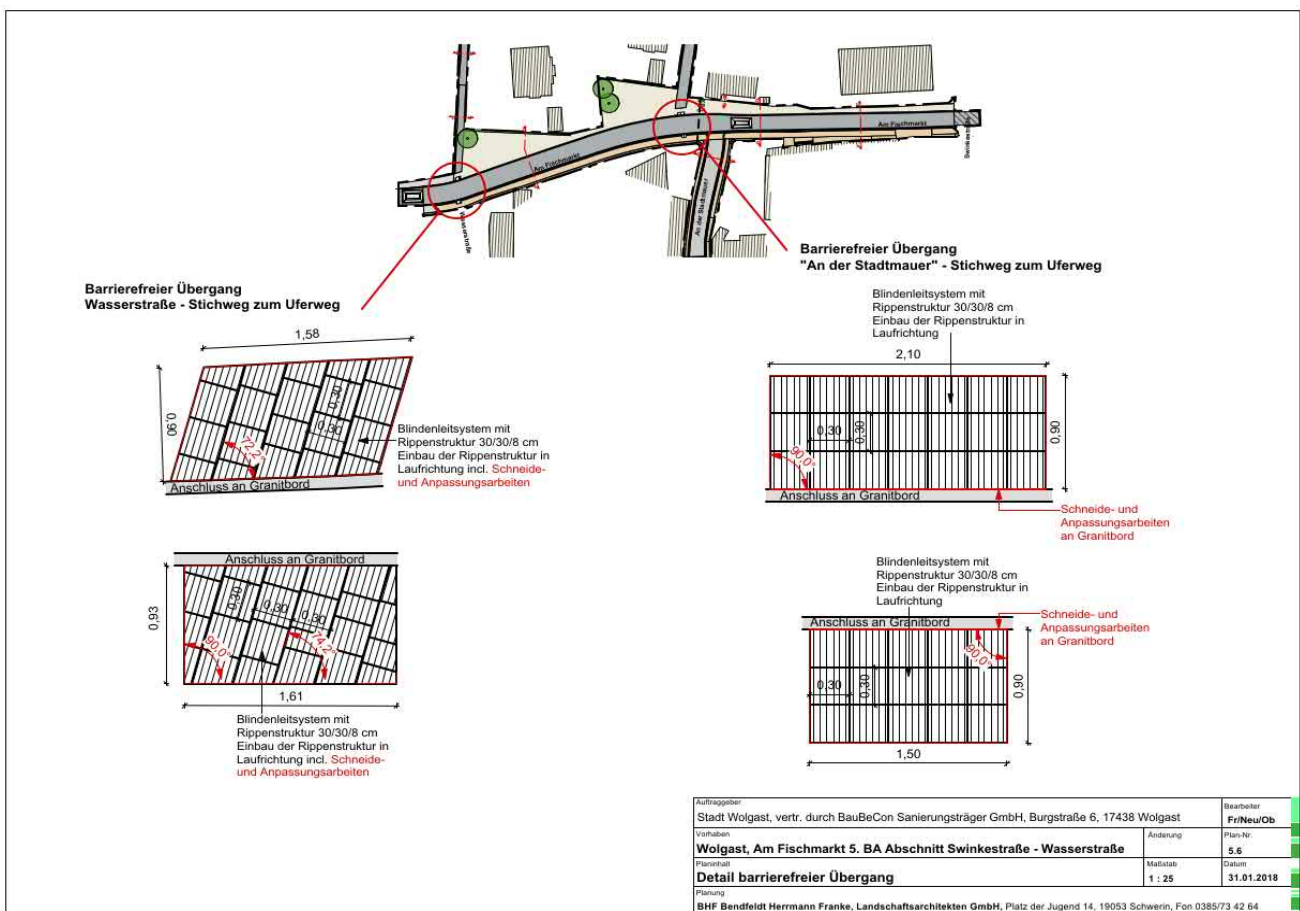 Am Fischmarkt
Swinkestraße
Am Fischmarkt
An der Stadtmauer
Wasserstraße
Barrierefreier Übergang
"An der Stadtmauer" - Stichweg zum Uferweg
Barrierefreier Übergang
Wasserstraße - Stichweg zum Uferweg
1,58
0,90
0,30
0,30
72,2°
Anschluss an Granitbord
Blindenleitsystem mit
Rippenstruktur 30/30/8 cm
Einbau der Rippenstruktur in
Laufrichtung incl. Schneide-
und Anpassungsarbeiten
Blindenleitsystem mit
Rippenstruktur 30/30/8 cm
Einbau der Rippenstruktur in
Laufrichtung
2,10
0,30
0,30
90,0°
0,90
Anschluss an Granitbord
Schneide- und
Anpassungsarbeiten
an Granitbord
Anschluss an Granitbord
0,93
0,30
0,30
0,30
90,0°
74,2°
1,61
Blindenleitsystem mit
Rippenstruktur 30/30/8 cm
Einbau der Rippenstruktur in
Laufrichtung incl. Schneide-
und Anpassungsarbeiten
Blindenleitsystem mit
Rippenstruktur 30/30/8 cm
Einbau der Rippenstruktur in
Laufrichtung
Anschluss an Granitbord
Schneide- und
Anpassungsarbeiten
an Granitbord
90,0°
0,30
0,30
0,90
1,50
Auftraggeber
Stadt Wolgast, vertr. durch BauBeCon Sanierungsträger GmbH, Burgstraße 6, 17438 Wolgast
Bearbeiter
Fr/Neu/Ob
Vorhaben
Wolgast, Am Fischmarkt 5. BA Abschnitt Swinkestraße - Wasserstraße
Änderung
Plan-Nr.
5.6
Planinhalt
Detail barrierefreier Übergang
Maßstab
1 : 25
Datum
31.01.2018
Planung
BHF Bendfeldt Herrmann Franke, Landschaftsarchitekten GmbH, Platz der Jugend 14, 19053 Schwerin, Fon 0385/73 42 64